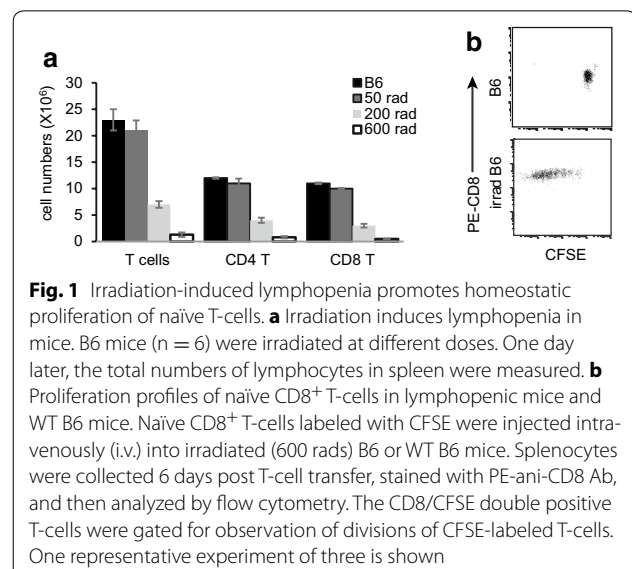 a
30
25
20
15
10
5
0
cell numbers (X10⁶)
B6
50 rad
200 rad
600 rad
T cells CD4 T CD8 T
b
B6
irrad B6
PE-CD8
CFSE
Fig. 1 Irradiation-induced lymphopenia promotes homeostatic
proliferation of naïve T-cells. a Irradiation induces lymphopenia in
mice. B6 mice (n = 6) were irradiated at different doses. One day
later, the total numbers of lymphocytes in spleen were measured. b
Proliferation profiles of naïve CD8⁺ T-cells in lymphopenic mice and
WT B6 mice. Naïve CD8⁺ T-cells labeled with CFSE were injected intra-
venously (i.v.) into irradiated (600 rads) B6 or WT B6 mice. Splenocytes
were collected 6 days post T-cell transfer, stained with PE-ani-CD8 Ab,
and then analyzed by flow cytometry. The CD8/CFSE double positive
T-cells were gated for observation of divisions of CFSE-labeled T-cells.
One representative experiment of three is shown